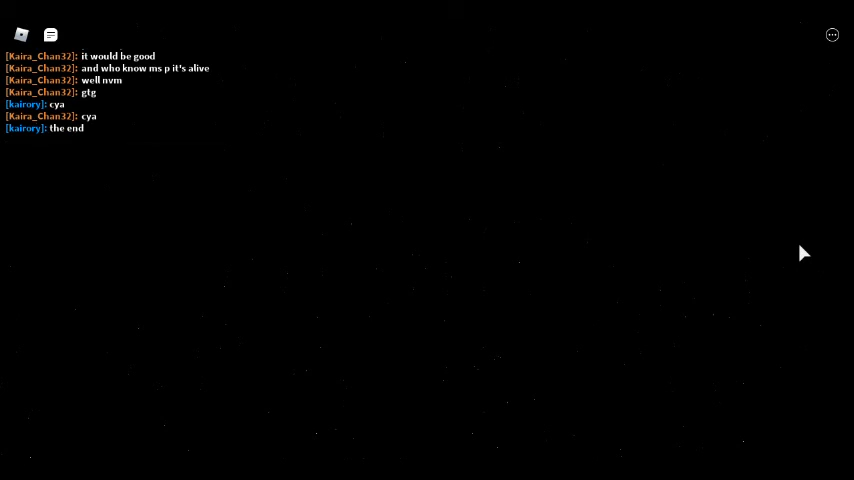 [Kaira_Chan32]: it would be good
[Kaira_Chan32]: and who know ms p it's alive
[Kaira_Chan32]: well nvm
[Kaira_Chan32]: gtg
[kairory]: cya
[Kaira_Chan32]: cya
[kairory]: the end